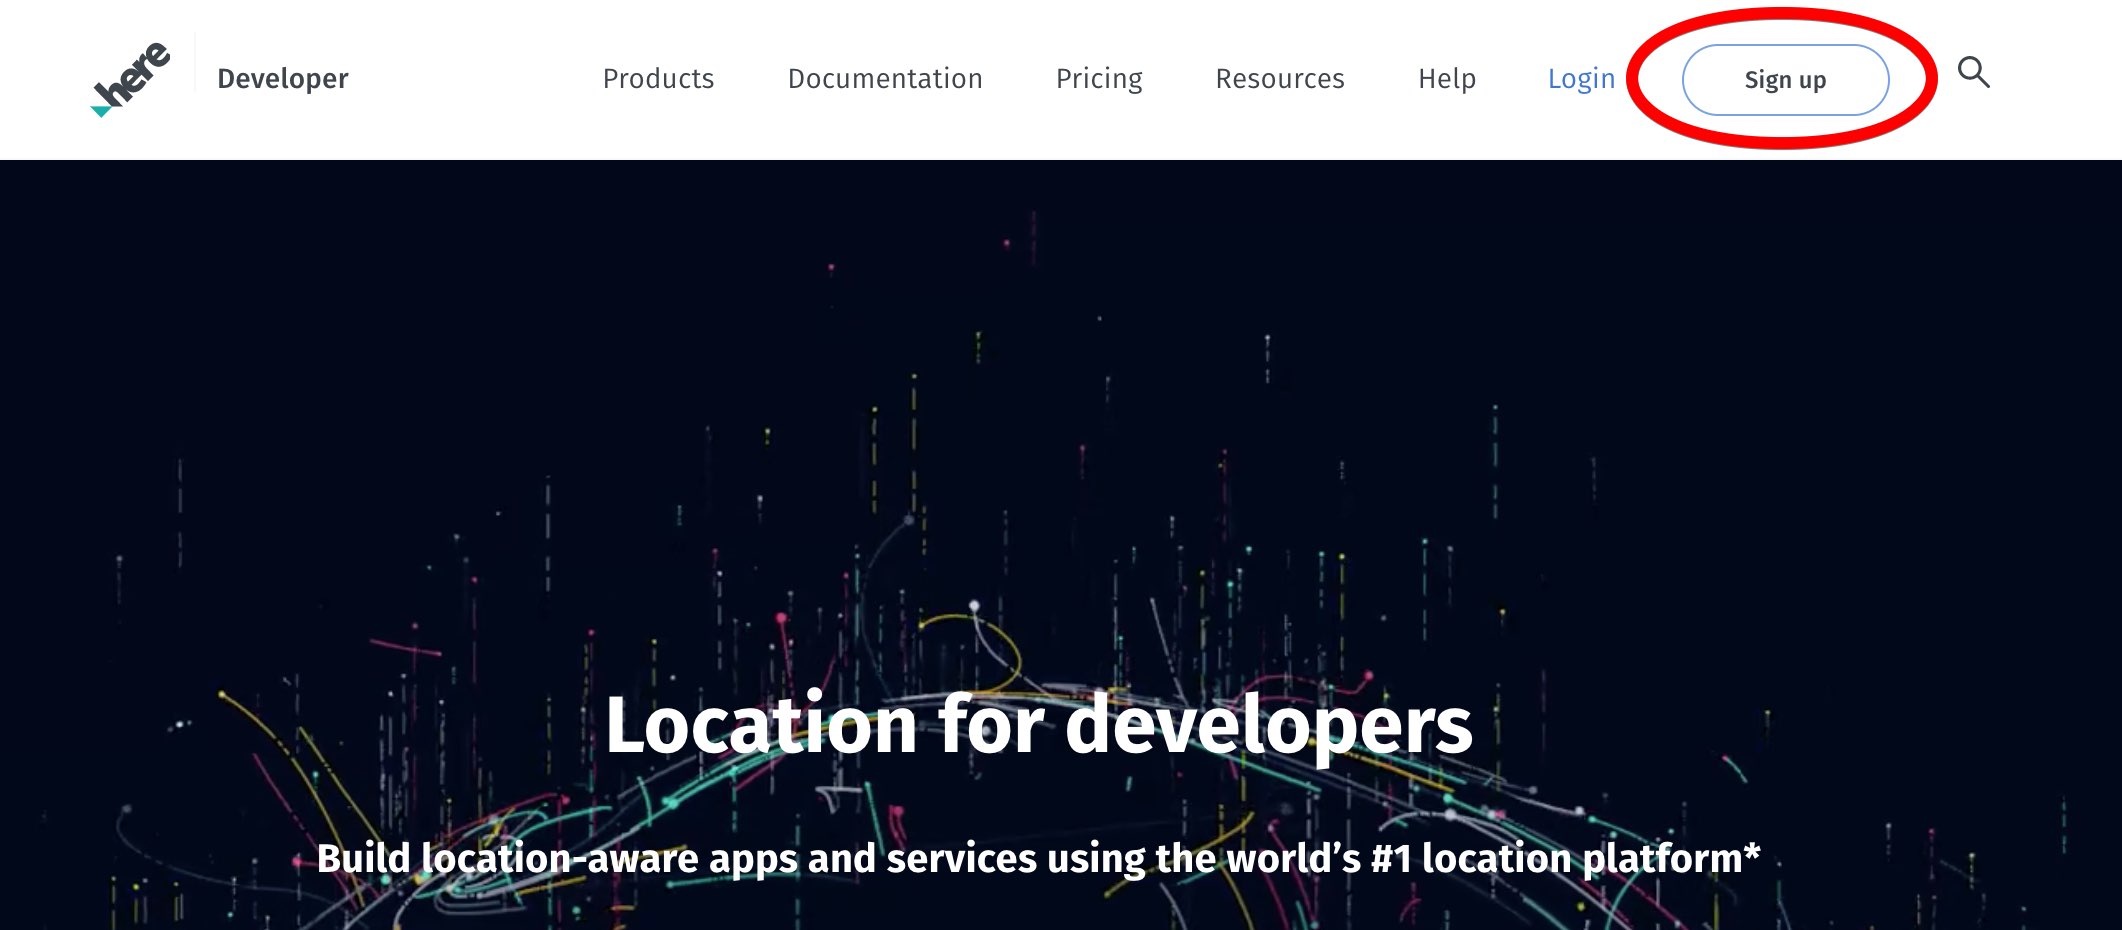 here
Developer
Products
Documentation
Pricing
Resources
Help
Login
Sign up
Location for developers
Build location-aware apps and services using the world’s #1 location platform*